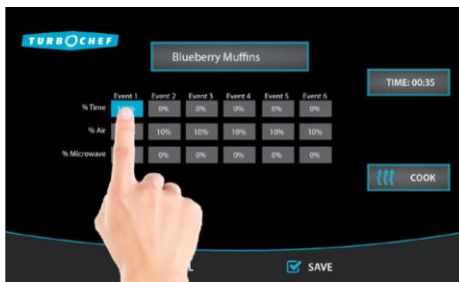 TURBOCHEF
Blueberry Muffins
TIME: 00:35
Event 1 Event 2 Event 3 Event 4 Event 5 Event 6
% Time 0% 0% 0% 0% 0%
% Air 10% 10% 10% 10% 10%
% Microwave 0% 0% 0% 0% 0%
COOK
SAVE